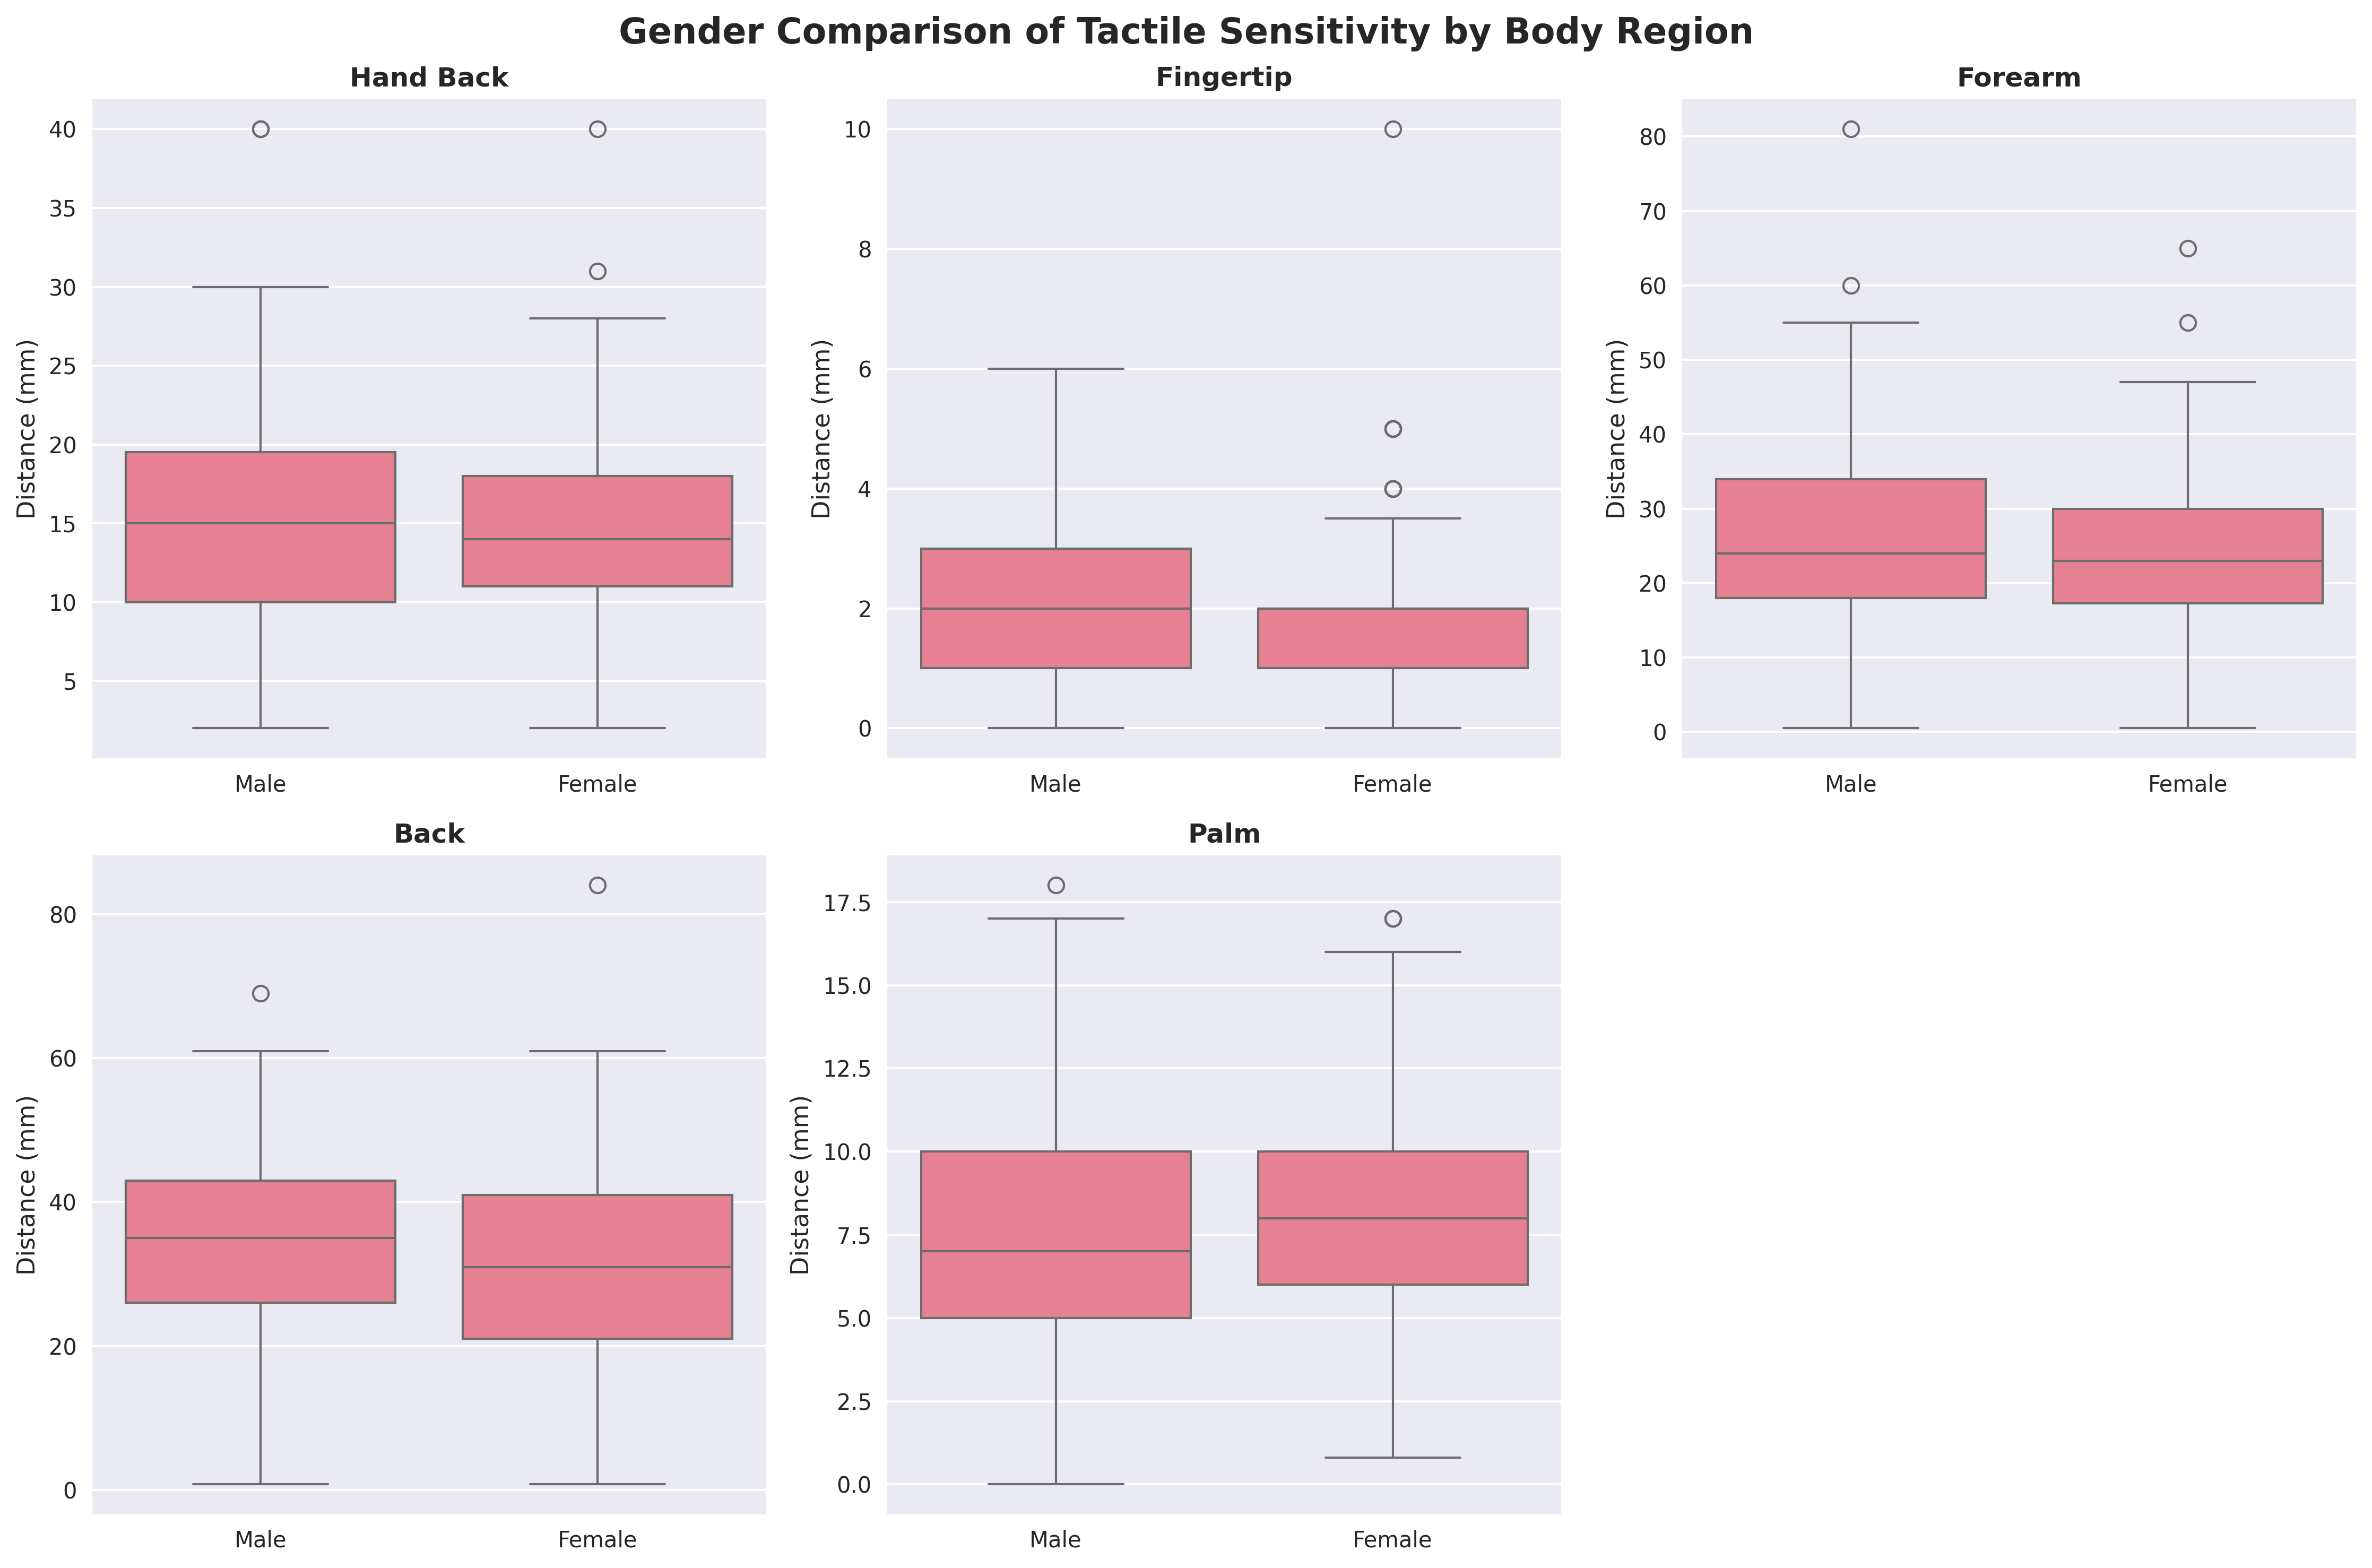 Gender Comparison of Tactile Sensitivity by Body Region
Hand Back
Distance (mm)
40
35
30
25
20
15
10
5
Male Female
Fingertip
Distance (mm)
10
8
6
4
2
0
Male Female
Forearm
Distance (mm)
80
70
60
50
40
30
20
10
0
Male Female
Back
Distance (mm)
80
60
40
20
0
Male Female
Palm
Distance (mm)
17.5
15.0
12.5
10.0
7.5
5.0
2.5
0.0
Male Female